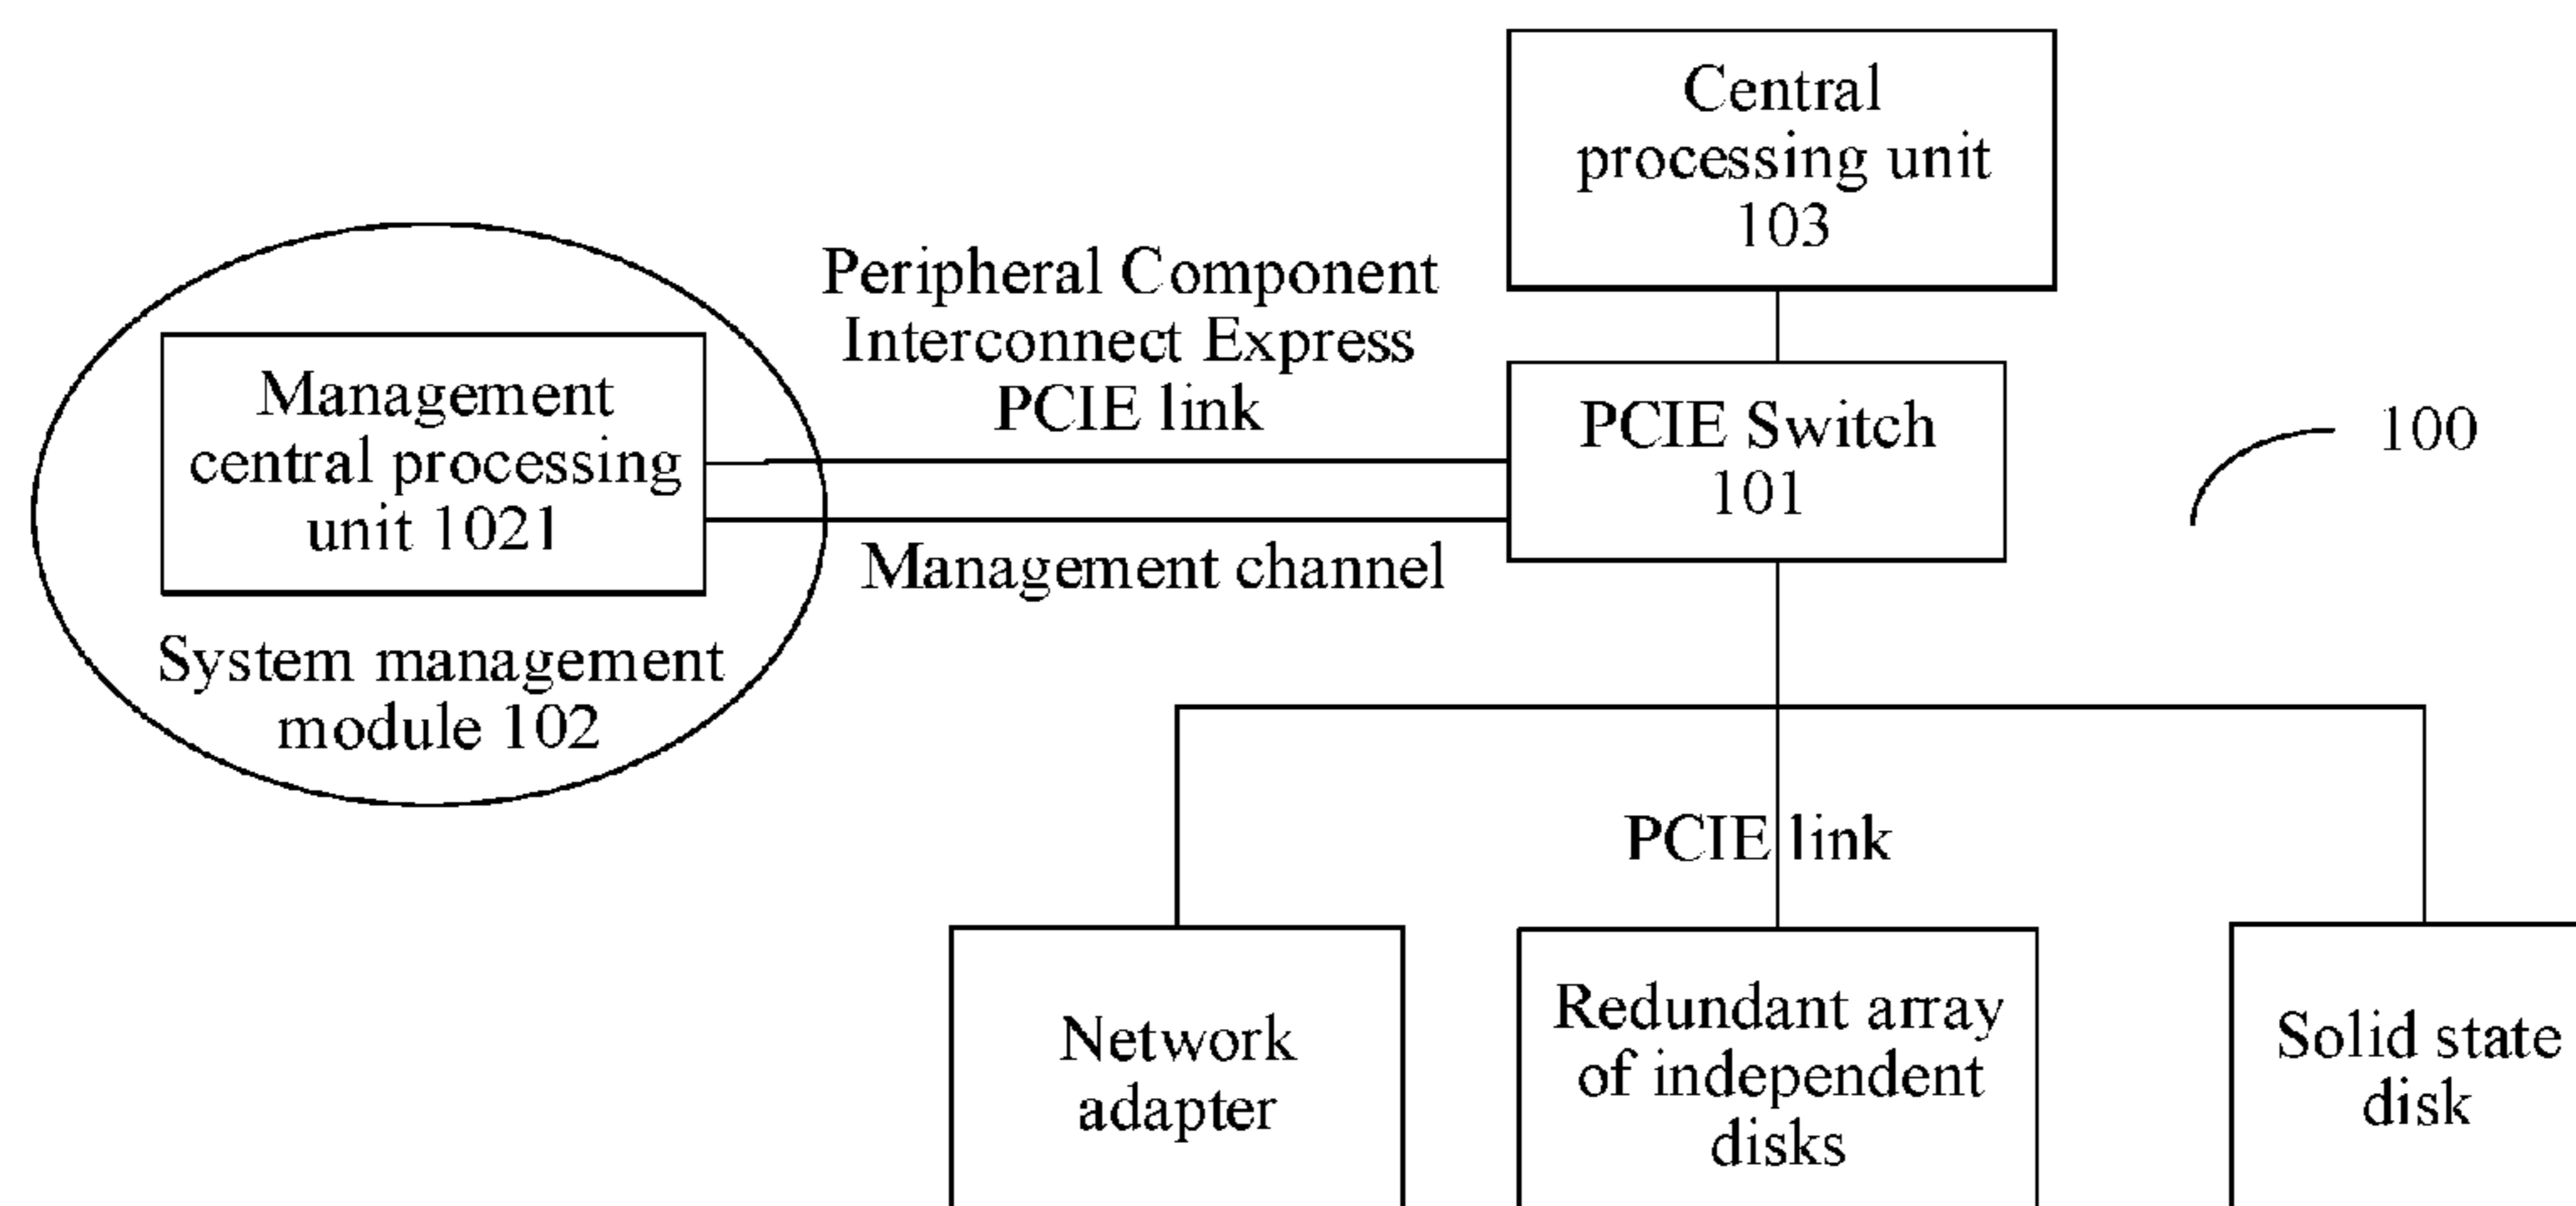 Central
processing unit
103
Peripheral Component
Interconnect Express
PCIE link
Management
central processing
unit 1021
PCIE Switch
101
100
Management channel
System management
module 102
PCIE link
Network
adapter
Redundant array
of independent
disks
Solid state
disk